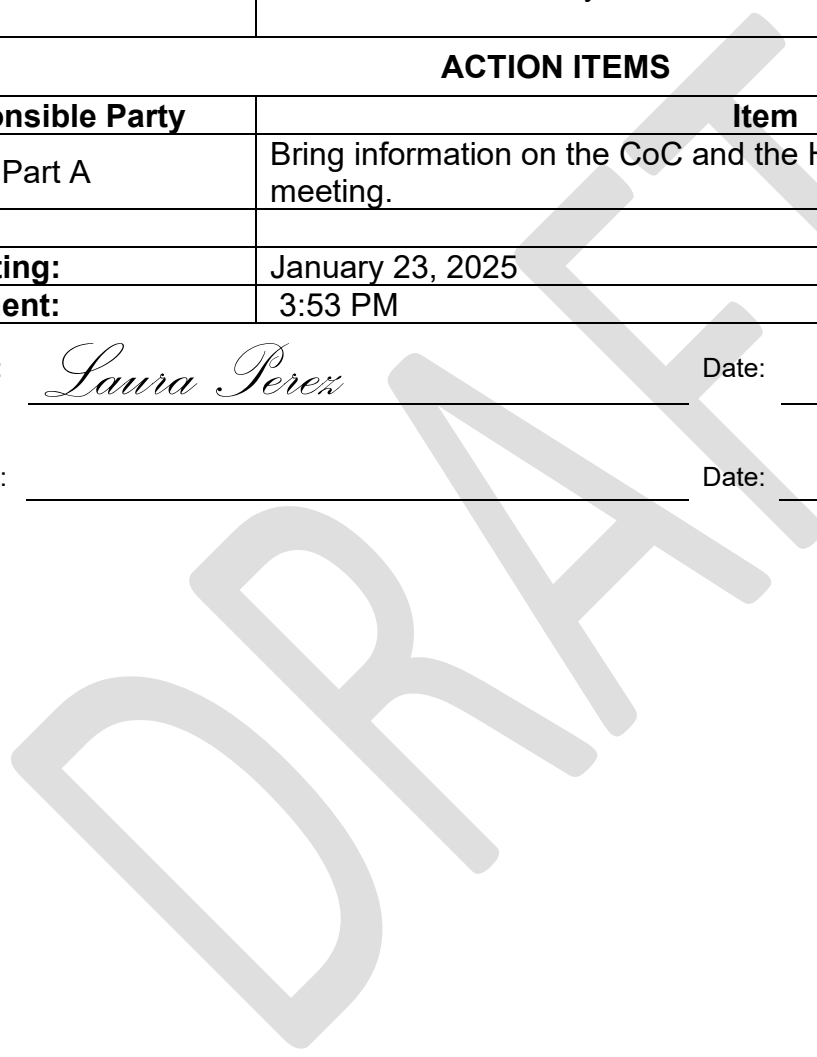 ACTION ITEMS
onsible Party Item
Part A Bring information on the CoC and the H
meeting.
ting: January 23, 2025
ent: 3:53 PM
: Laura Perez Date:
: Date:
DRAFT